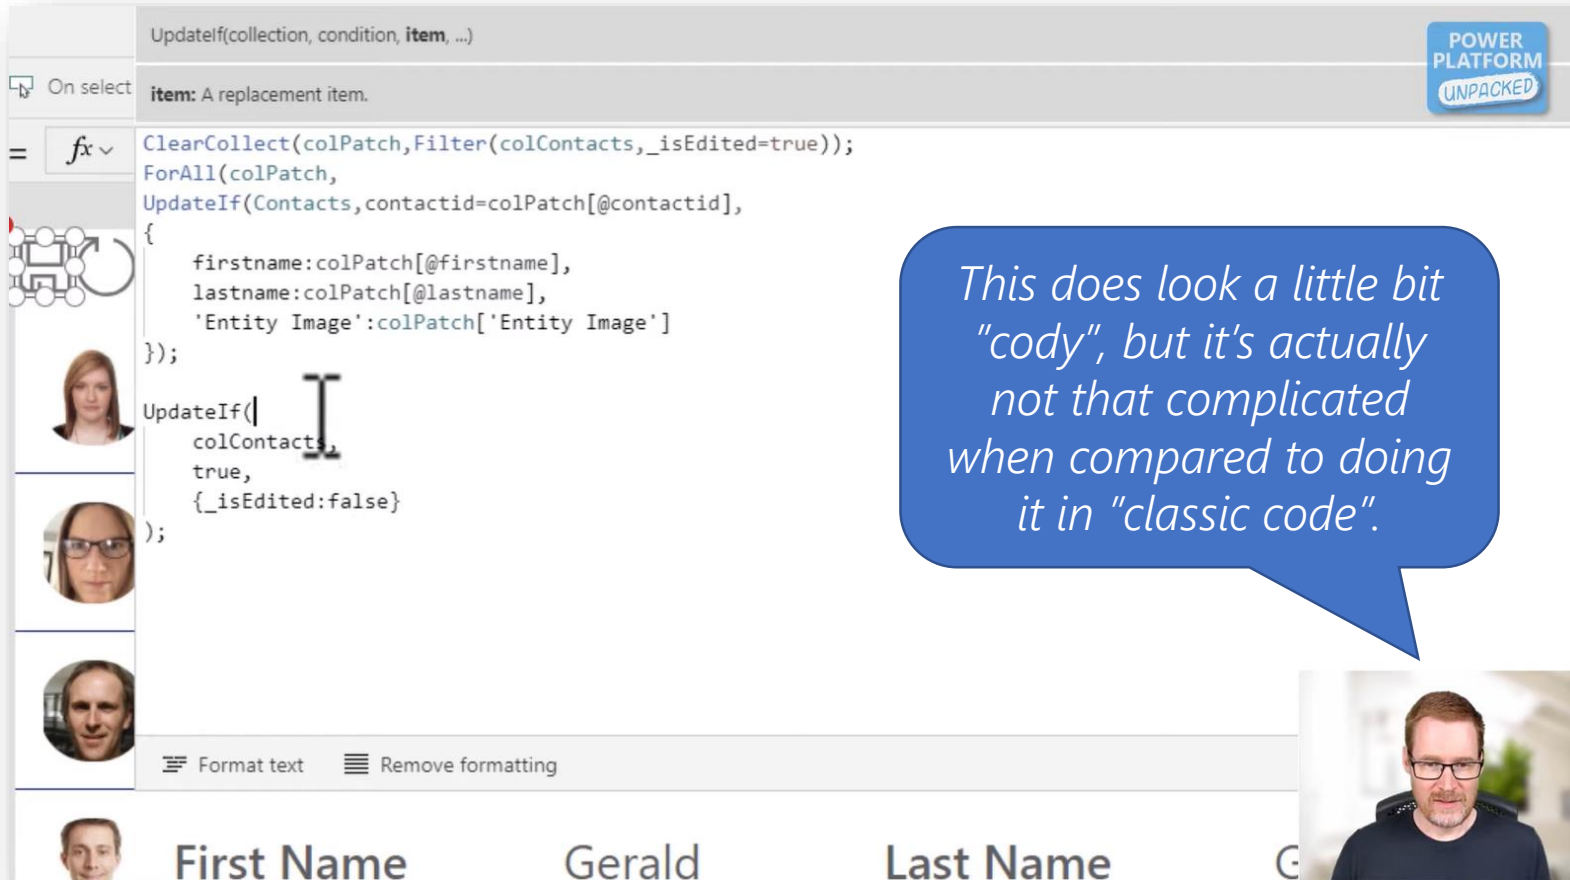 UpdateIf(collection, condition, item, ...)
POWER
PLATFORM
UNPACKED
On select
item: A replacement item.
= fx
ClearCollect(colPatch,Filter(colContacts,_isEdited=true));
ForAll(colPatch,
UpdateIf(Contacts,contactid=colPatch[@contactid],
{
firstname:colPatch[@firstname],
lastname:colPatch[@lastname],
'Entity Image':colPatch['Entity Image']
});
UpdateIf(
colContacts,
true,
{_isEdited:false}
);
This does look a little bit
"cody", but it's actually
not that complicated
when compared to doing
it in "classic code".
Format text
Remove formatting
First Name
Gerald
Last Name